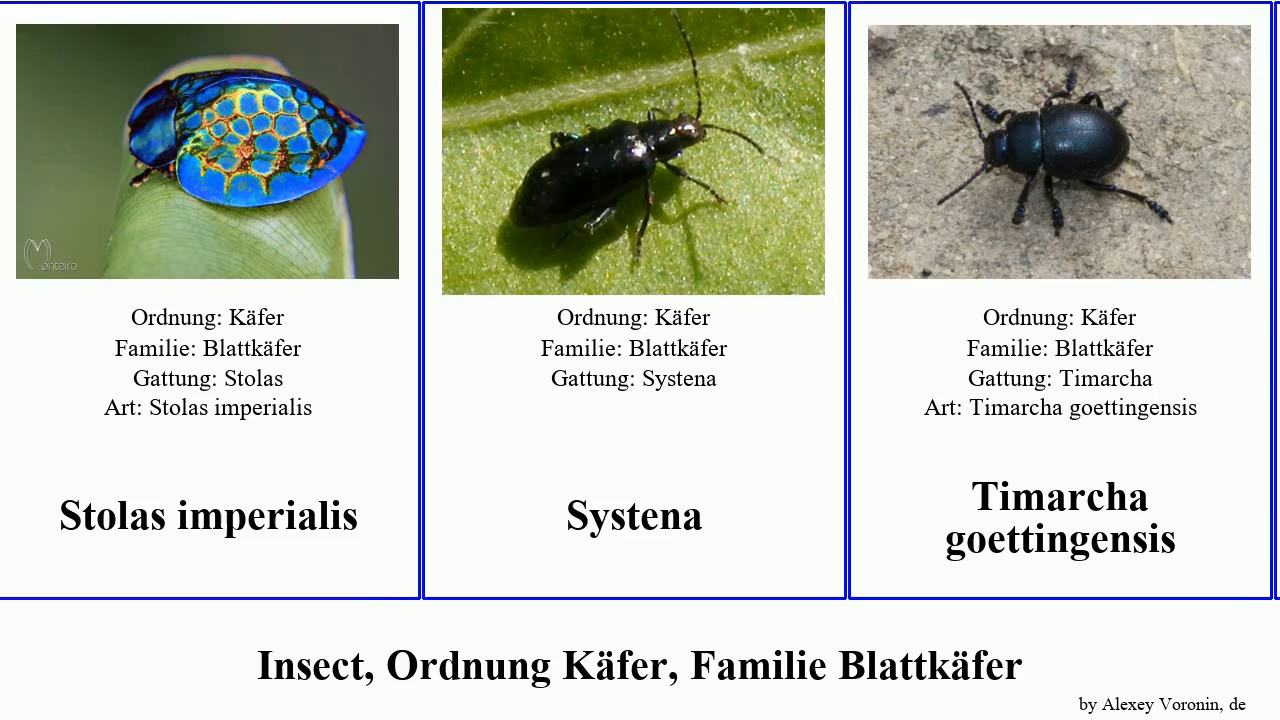 Monteiro
Ordnung: Käfer
Familie: Blattkäfer
Gattung: Stolas
Art: Stolas imperialis
Stolas imperialis
Ordnung: Käfer
Familie: Blattkäfer
Gattung: Systena
Systena
Ordnung: Käfer
Familie: Blattkäfer
Gattung: Timarcha
Art: Timarcha goettingensis
Timarcha
goettingensis
Insect, Ordnung Käfer, Familie Blattkäfer
by Alexey Voronin, de